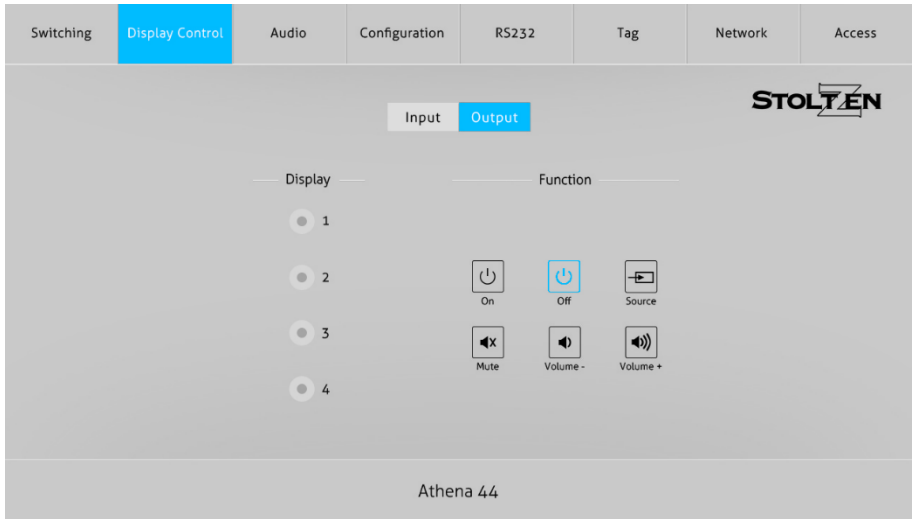 Switching Display Control Audio Configuration RS232 Tag Network Access
STOLTZEN
Input Output
Display Function
1
2
On Off Source
3
Mute Volume - Volume +
4
Athena 44